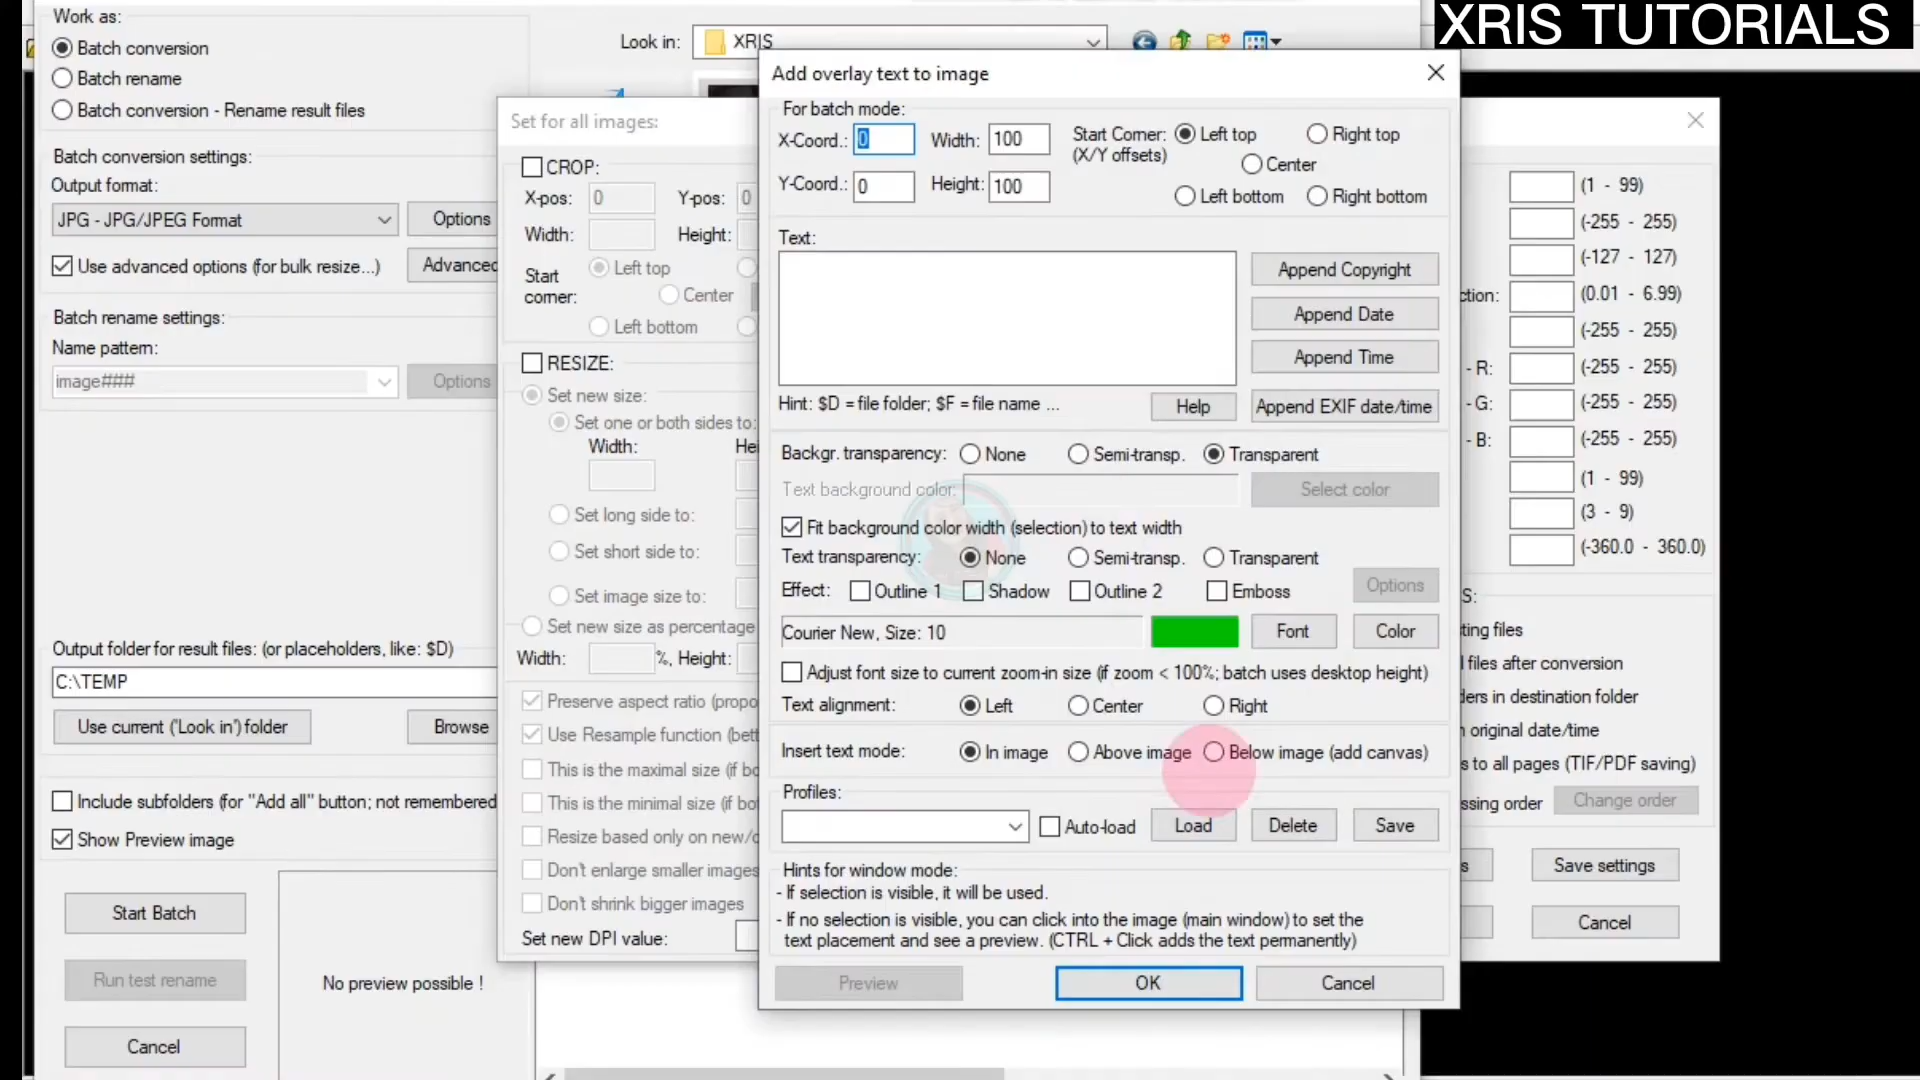 XRIS TUTORIALS
Work as:
Batch conversion
Batch rename
Batch conversion - Rename result files
Batch conversion settings:
Output format:
JPG - JPG/JPEG Format
Options
Use advanced options (for bulk resize...)
Advanced
Batch rename settings:
Name pattern:
image###
Options
Output folder for result files: (or placeholders, like: $D)
C:\TEMP
Use current ('Look in') folder
Browse
Include subfolders (for "Add all" button; not remembered
Show Preview image
Start Batch
Run test rename
Cancel
No preview possible !
Look in:
XRIS
Set for all images:
CROP:
X-pos:
0
Y-pos:
0
Width:
Height:
Start
corner:
Left top
Center
Left bottom
RESIZE:
Set new size:
Set one or both sides to:
Width:
Set long side to:
Set short side to:
Set image size to:
Set new size as percentage
Width:
%, Height:
Preserve aspect ratio
Use Resample function
This is the maximal size (if
This is the minimal size (if
Resize based only on
Don't enlarge smaller images
Don't shrink bigger images
Set new DPI value:
Add overlay text to image
For batch mode:
X-Coord.:
0
Width:
100
Start Corner:
(X/Y offsets)
Left top
Right top
Center
Y-Coord.:
0
Height:
100
Left bottom
Right bottom
Text:
Append Copyright
Append Date
Append Time
Hint: $D = file folder; $F = file name ...
Help
Append EXIF date/time
Backgr. transparency:
None
Semi-transp.
Transparent
Text background color:
Select color
Fit background color width (selection) to text width
Text transparency:
None
Semi-transp.
Transparent
Effect:
Outline 1
Shadow
Outline 2
Emboss
Options
Courier New, Size: 10
Font
Color
Adjust font size to current zoom-in size (if zoom < 100%; batch uses desktop height)
Text alignment:
Left
Center
Right
Insert text mode:
In image
Above image
Below image (add canvas)
Profiles:
Auto-load
Load
Delete
Save
Hints for window mode:
- If selection is visible, it will be used.
- If no selection is visible, you can click into the image (main window) to set the
text placement and see a preview. (CTRL + Click adds the text permanently)
Preview
OK
Cancel
(1 - 99)
(-255 - 255)
(-127 - 127)
(0.01 - 6.99)
(-255 - 255)
- R:
(-255 - 255)
- G:
(-255 - 255)
- B:
(-255 - 255)
(1 - 99)
(3 - 9)
(-360.0 - 360.0)
files
files after conversion
in destination folder
original date/time
to all pages (TIF/PDF saving)
order
Change order
Save settings
Cancel